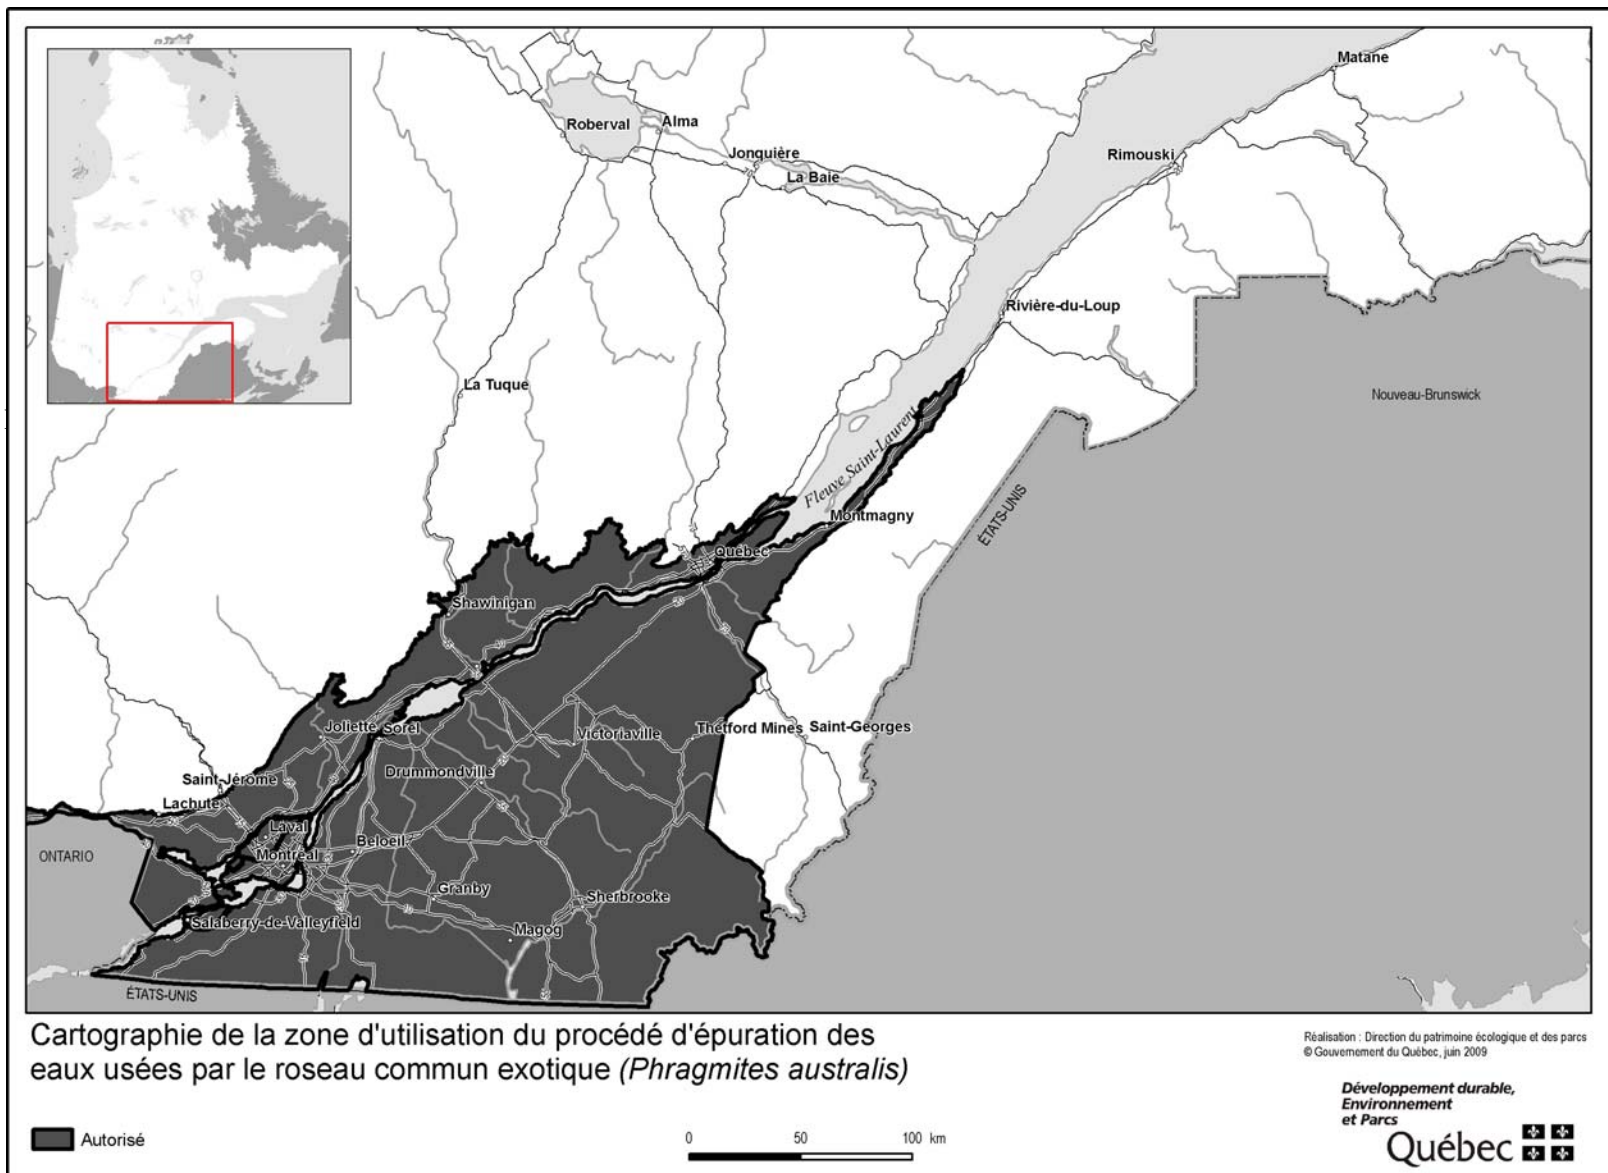 Matane
Roberval
Alma
Jonquière
La Baie
Rimouski
Rivière-du-Loup
La Tuque
Nouveau-Brunswick
Fleuve Saint-Laurent
Montmagny
ÉTATS-UNIS
Québec
Shawinigan
Joliette
Sorel
Victoriaville
Thetford Mines
Saint-Georges
Drummondville
Saint-Jérôme
Lachute
Laval
Beloeil
ONTARIO
Montréal
Granby
Sherbrooke
Salaberry-de-Valleyfield
Magog
ÉTATS-UNIS
Cartographie de la zone d'utilisation du procédé d'épuration des
eaux usées par le roseau commun exotique (Phragmites australis)
Réalisation : Direction du patrimoine écologique et des parcs
© Gouvernement du Québec, juin 2009
Autorisé
0 50 100 km
Développement durable,
Environnement
et Parcs
Québec